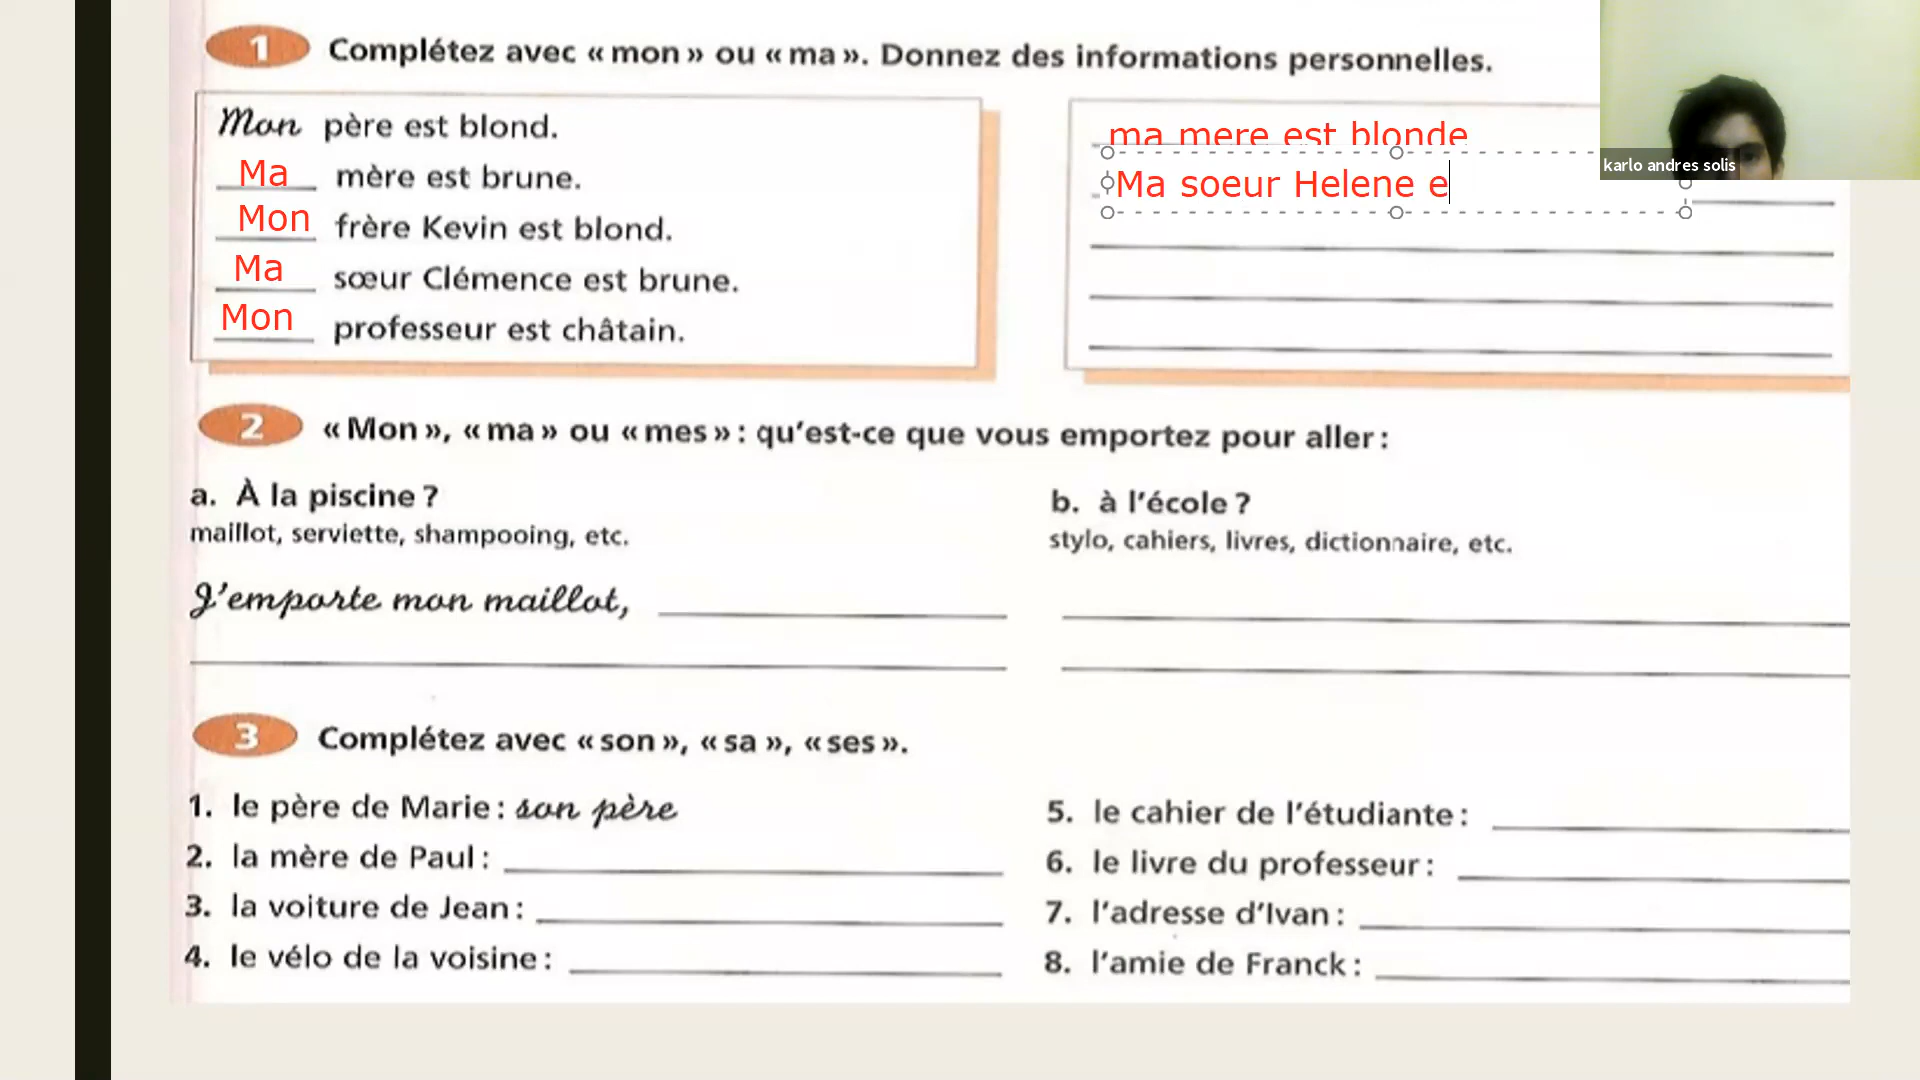 1 Complétez avec « mon » ou « ma ». Donnez des informations personnelles.
Mon père est blond.
Ma mère est brune.
Mon frère Kevin est blond.
Ma sœur Clémence est brune.
Mon professeur est châtain.
ma mere est blonde
Ma soeur Helene e
karlo andres solis
2 « Mon », « ma » ou « mes » : qu'est-ce que vous emportez pour aller :
a. À la piscine ?
maillot, serviette, shampooing, etc.
J'emporte mon maillot,
b. à l'école ?
stylo, cahiers, livres, dictionnaire, etc.
3 Complétez avec « son », « sa », « ses ».
1. le père de Marie : son père
2. la mère de Paul :
3. la voiture de Jean :
4. le vélo de la voisine :
5. le cahier de l'étudiante :
6. le livre du professeur :
7. l'adresse d'Ivan :
8. l'amie de Franck :